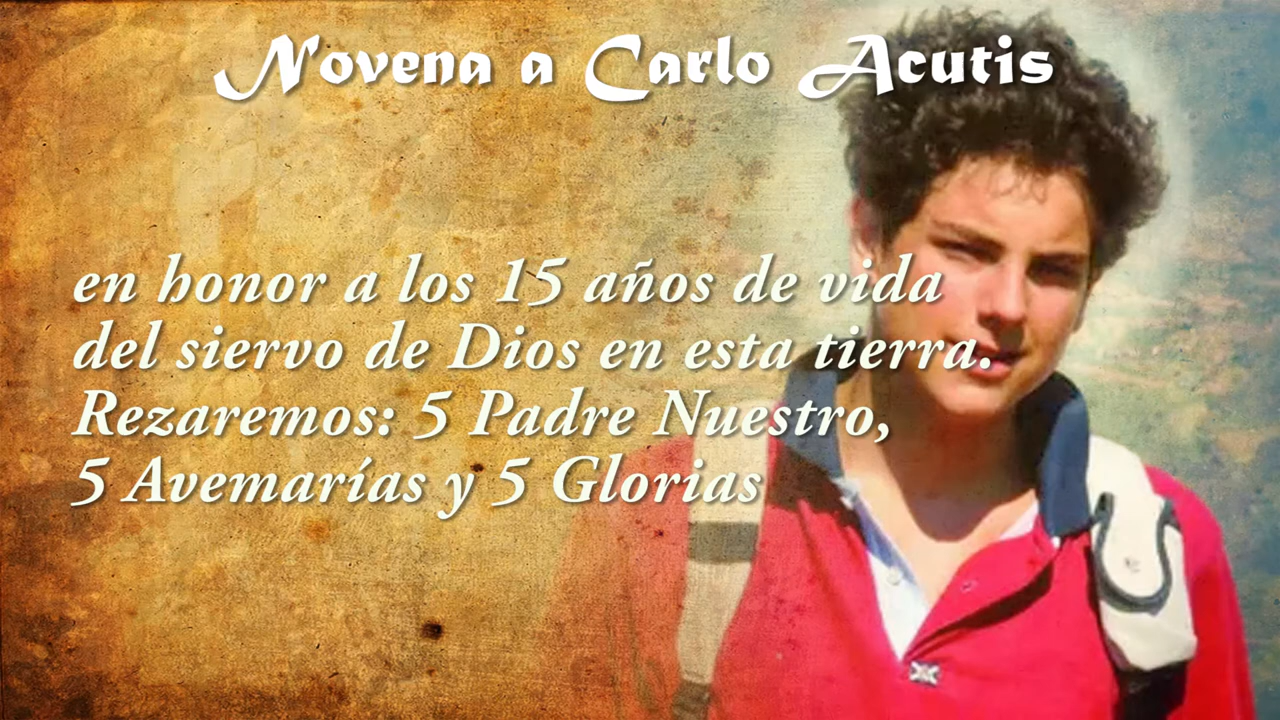 Novena a Carlo Acutis
en honor a los 15 años de vida
del siervo de Dios en esta tierra.
Rezaremos: 5 Padre Nuestro,
5 Avemarías y 5 Glorias